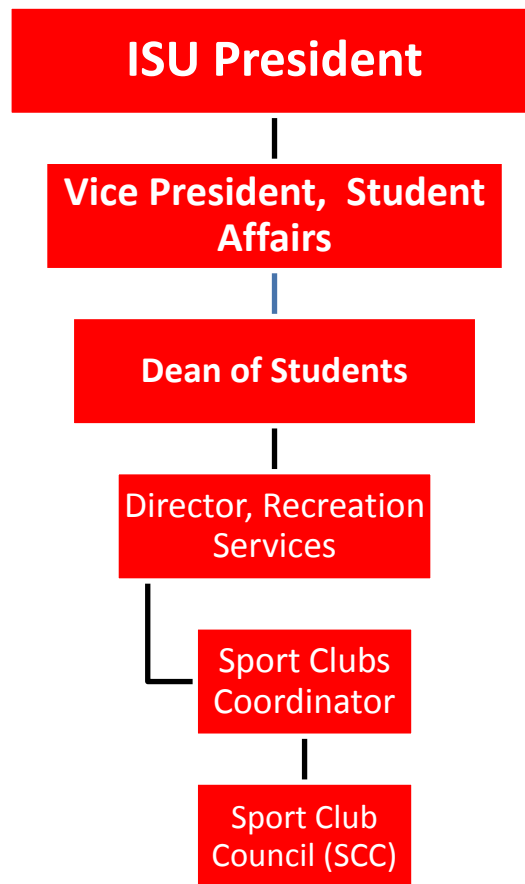 ISU President
Vice President, Student
Affairs
Dean of Students
Director, Recreation
Services
Sport Clubs
Coordinator
Sport Club
Council (SCC)